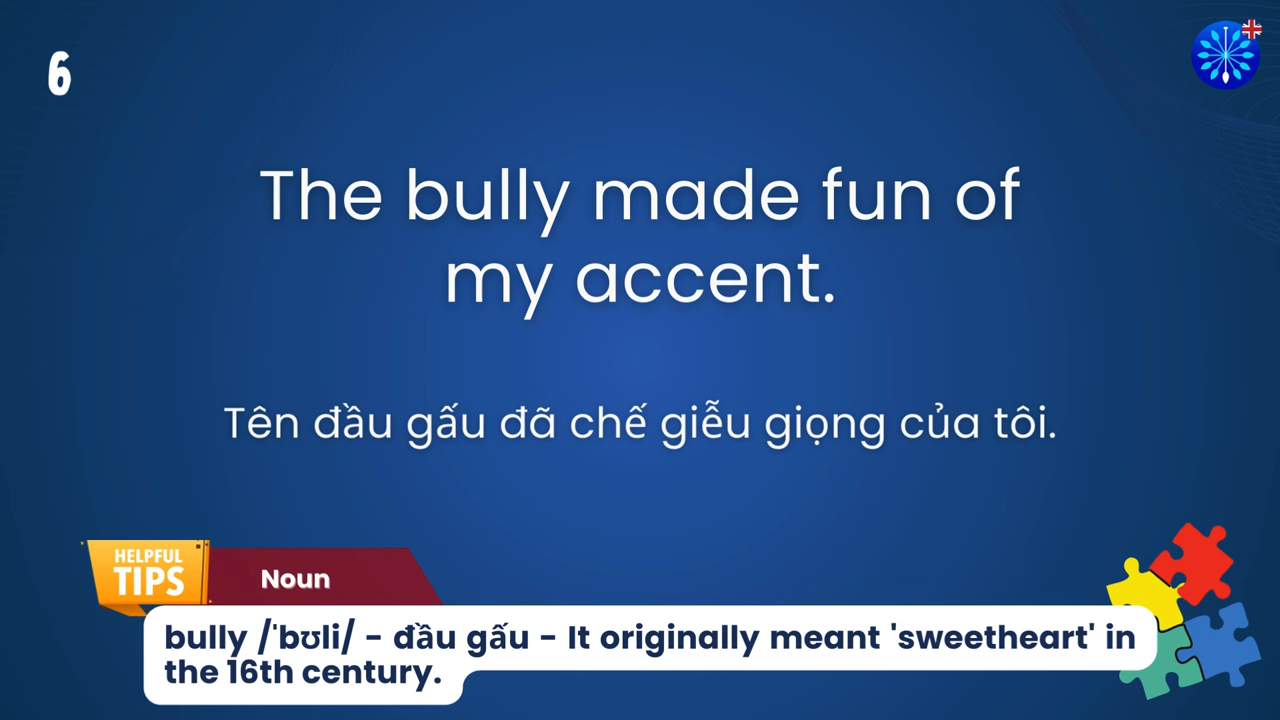 6
The bully made fun of
my accent.
Tên đầu gấu đã chế giễu giọng của tôi.
HELPFUL
TIPS
Noun
bully /ˈbʊli/ - đầu gấu - It originally meant 'sweetheart' in
the 16th century.